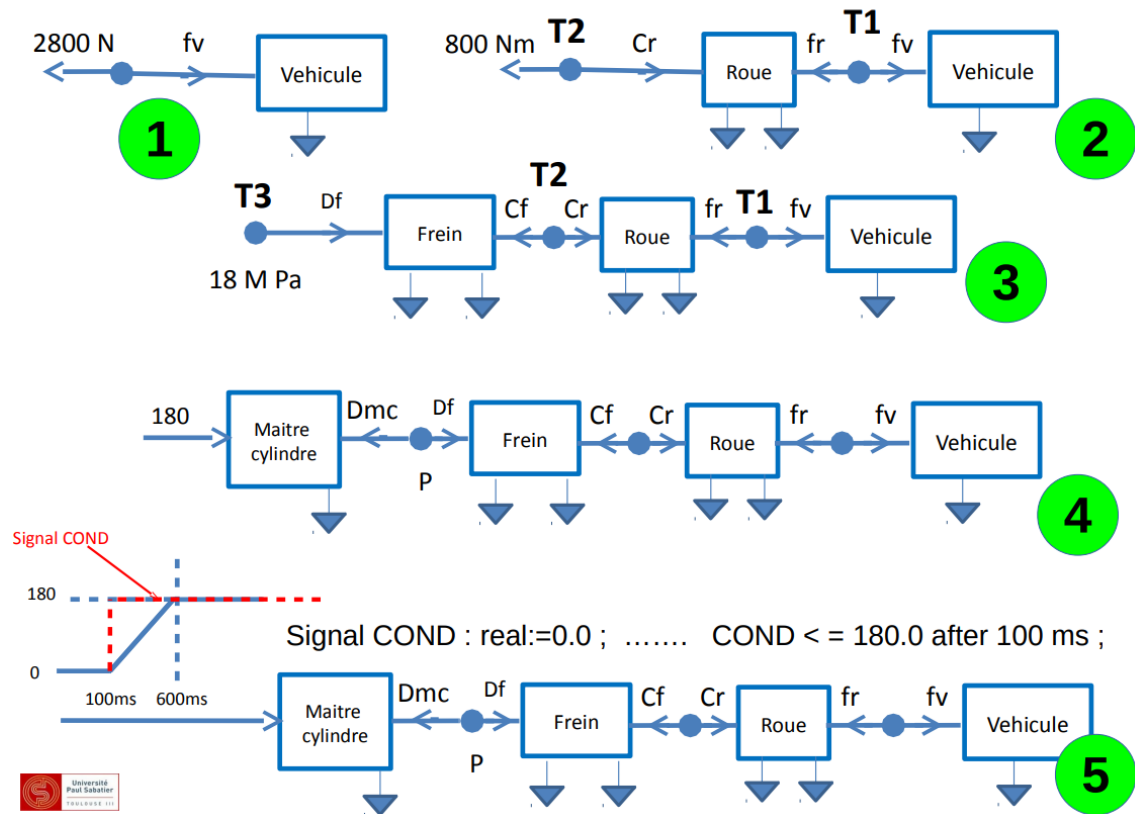 2800 N fv Vehicule
1
800 Nm T2 Cr Roue fr T1 fv Vehicule
2
T3 Df Frein Cf T2 Cr Roue fr T1 fv Vehicule
18 M Pa
3
180 Maitre cylindre Dmc Df Frein Cf Cr Roue fr fv Vehicule
P
4
Signal COND
180
0
100ms 600ms
Signal COND : real:=0.0 ; ……. COND < = 180.0 after 100 ms ;
Maitre cylindre Dmc Df Frein Cf Cr Roue fr fv Vehicule
P
5
Université
Paul Sabatier
TOULOUSE III